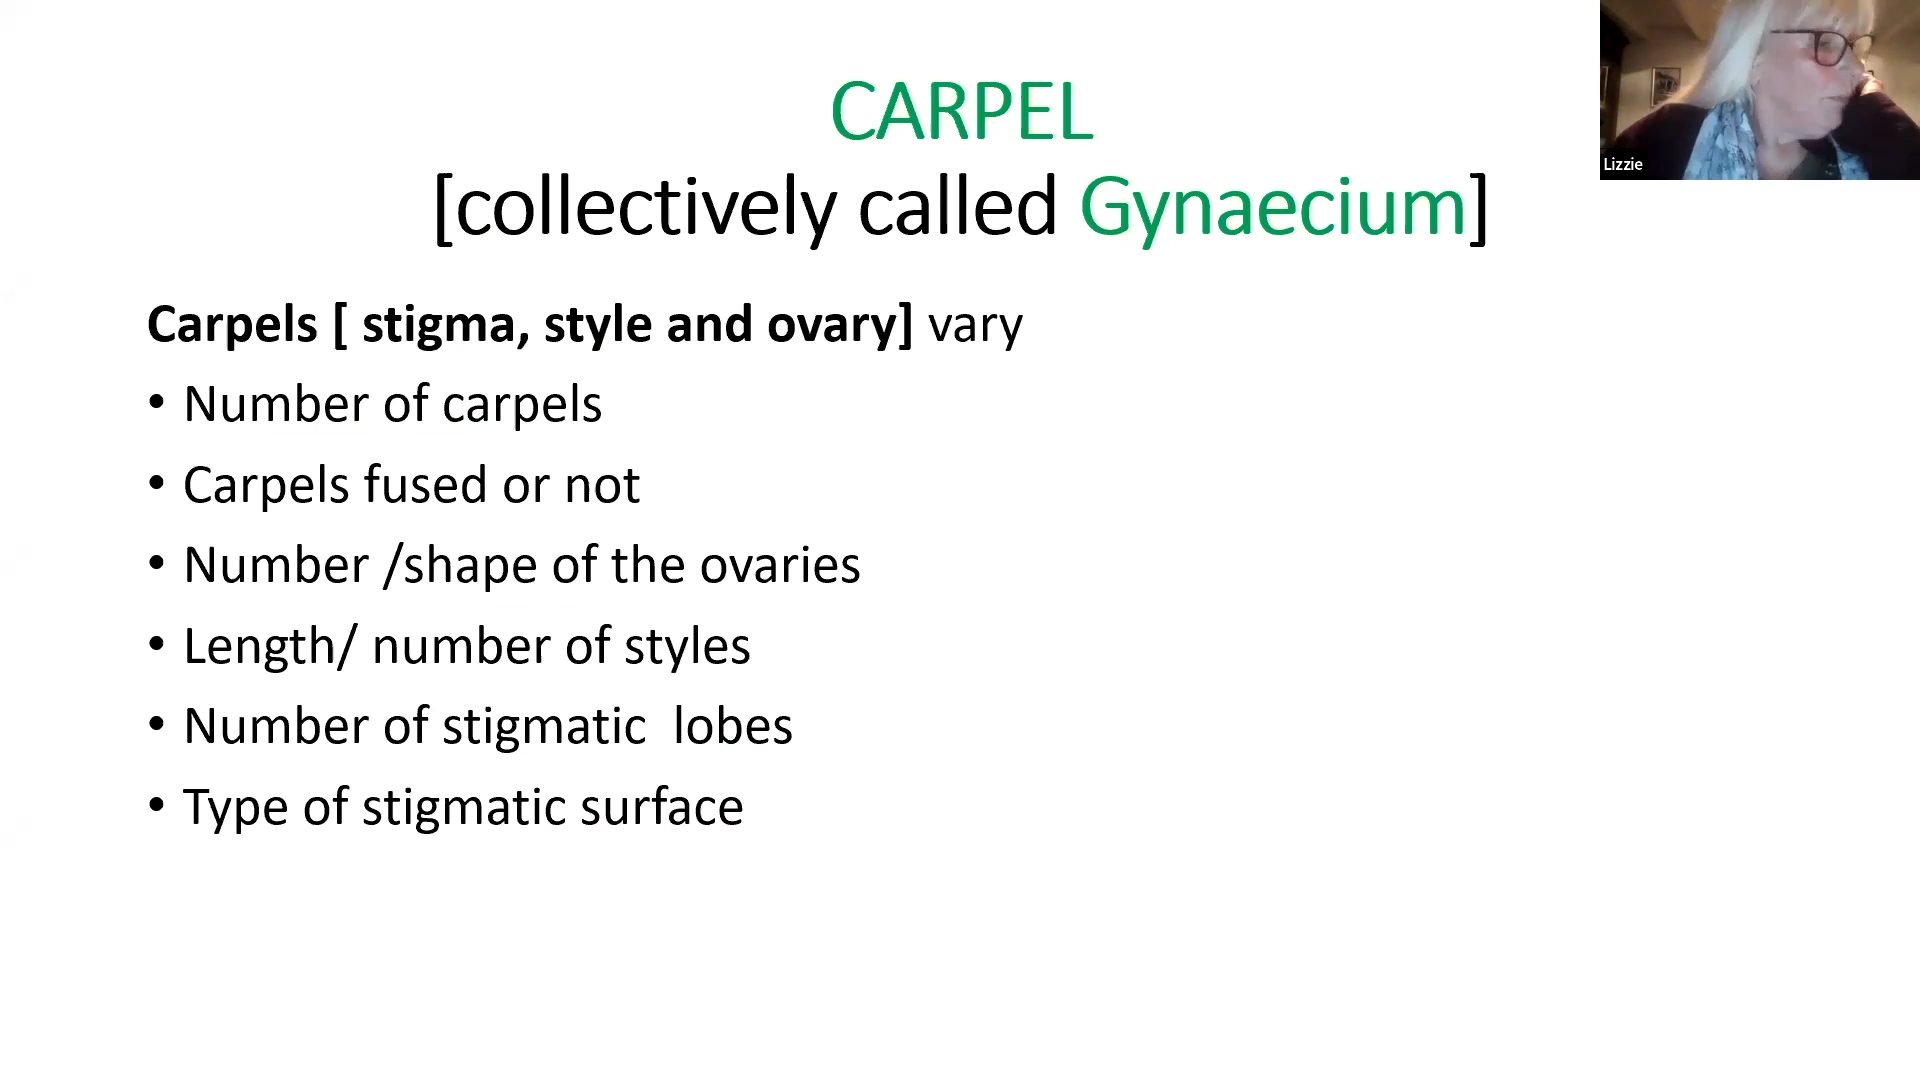 CARPEL
[collectively called Gynaecium]
Lizzie
Carpels [ stigma, style and ovary] vary
• Number of carpels
• Carpels fused or not
• Number /shape of the ovaries
• Length/ number of styles
• Number of stigmatic  lobes
• Type of stigmatic surface